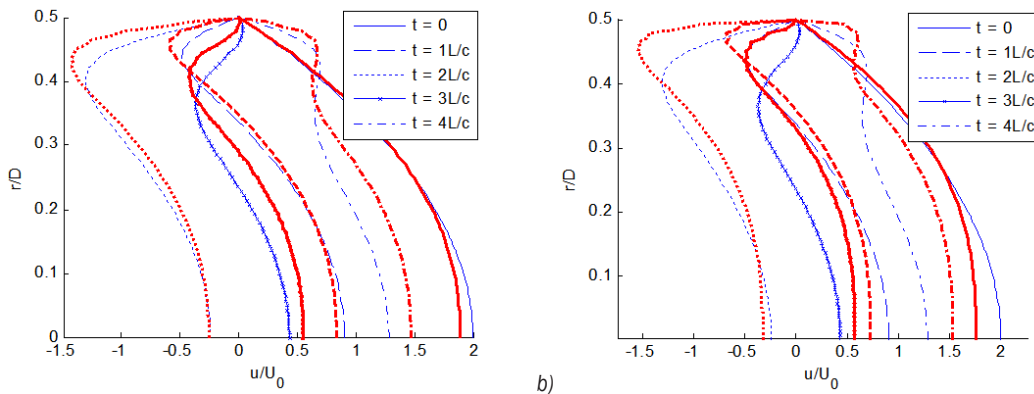 0.5
0.4
0.3
0.2
0.1
0
r/D
-1.5
-1
-0.5
0
0.5
1
1.5
2
u/U0
t = 0
t = 1L/c
t = 2L/c
t = 3L/c
t = 4L/c
b)
0.5
0.4
0.3
0.2
0.1
r/D
-1.5
-1
-0.5
0
0.5
1
1.5
2
u/U0
t = 0
t = 1L/c
t = 2L/c
t = 3L/c
t = 4L/c